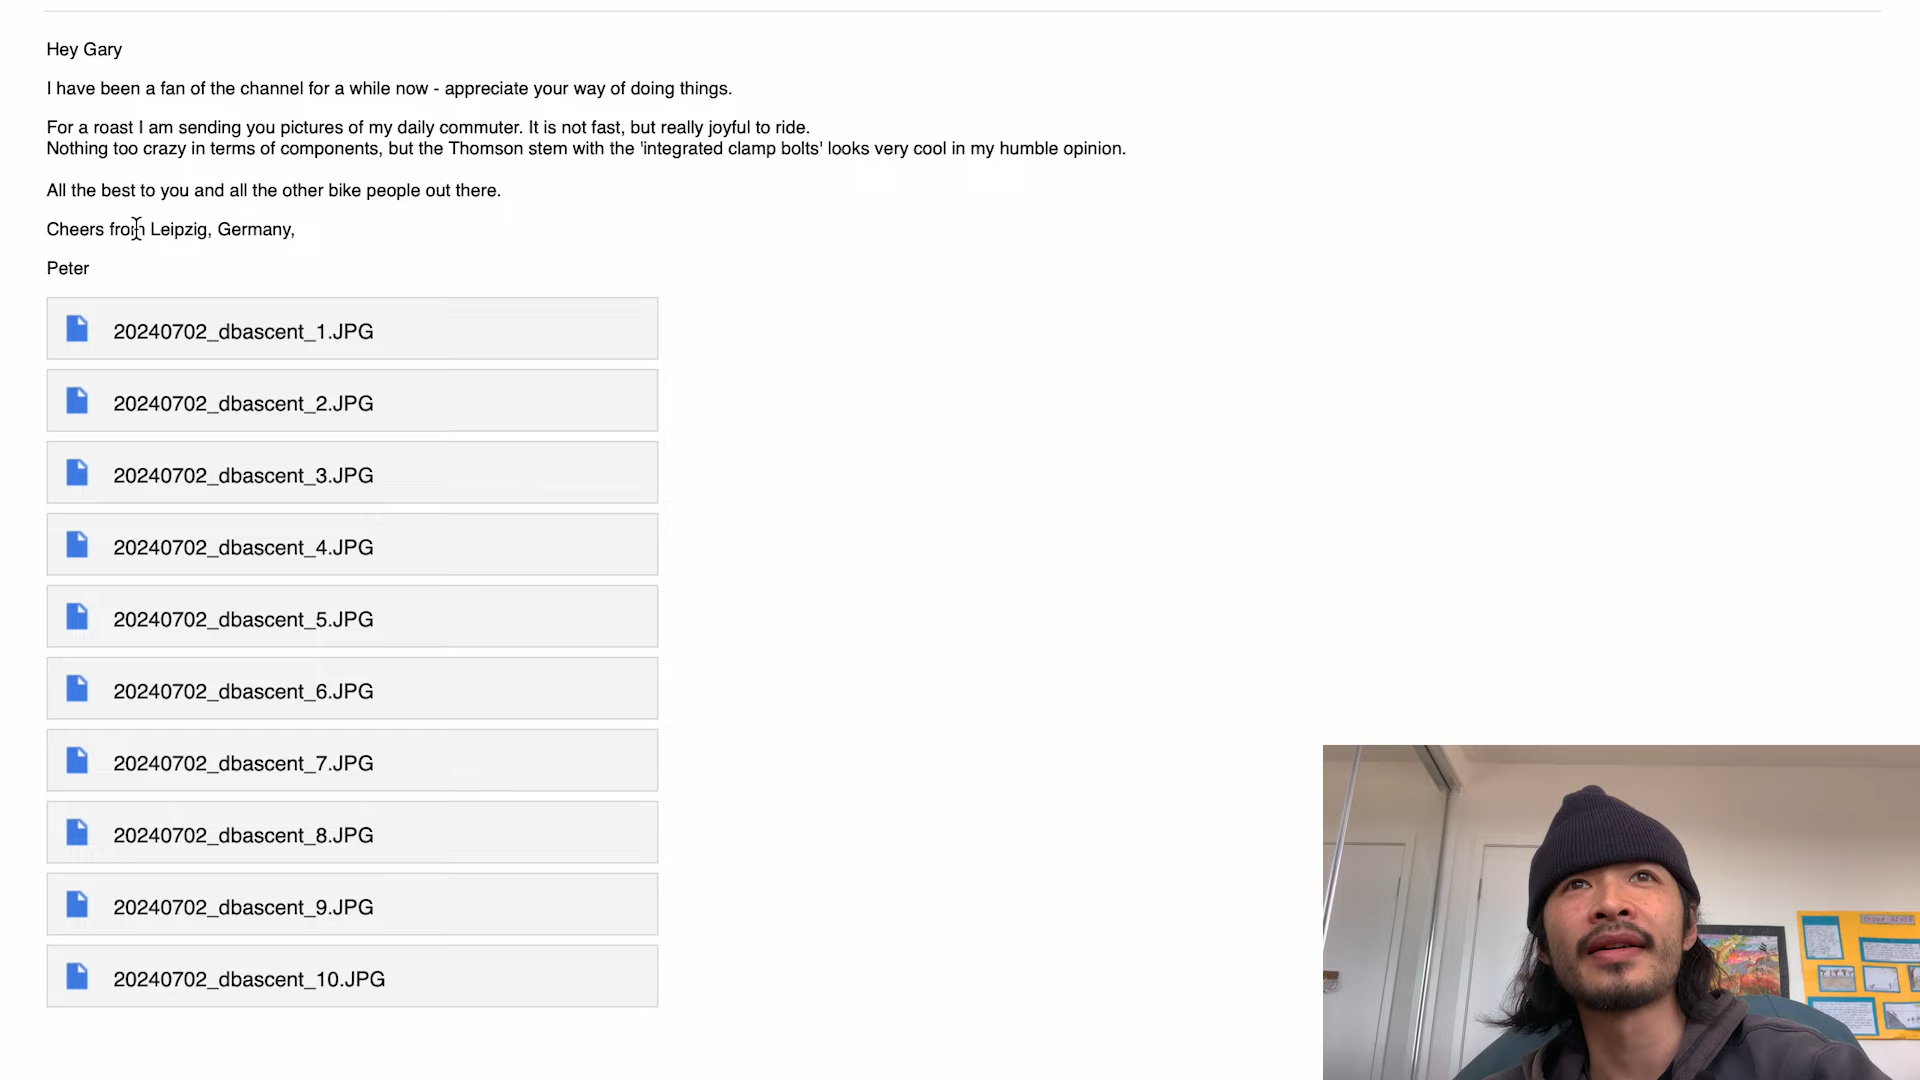 Hey Gary
I have been a fan of the channel for a while now - appreciate your way of doing things.
For a roast I am sending you pictures of my daily commuter. It is not fast, but really joyful to ride.
Nothing too crazy in terms of components, but the Thomson stem with the 'integrated clamp bolts' looks very cool in my humble opinion.
All the best to you and all the other bike people out there.
Cheers from Leipzig, Germany,
Peter
20240702_dbascent_1.JPG
20240702_dbascent_2.JPG
20240702_dbascent_3.JPG
20240702_dbascent_4.JPG
20240702_dbascent_5.JPG
20240702_dbascent_6.JPG
20240702_dbascent_7.JPG
20240702_dbascent_8.JPG
20240702_dbascent_9.JPG
20240702_dbascent_10.JPG